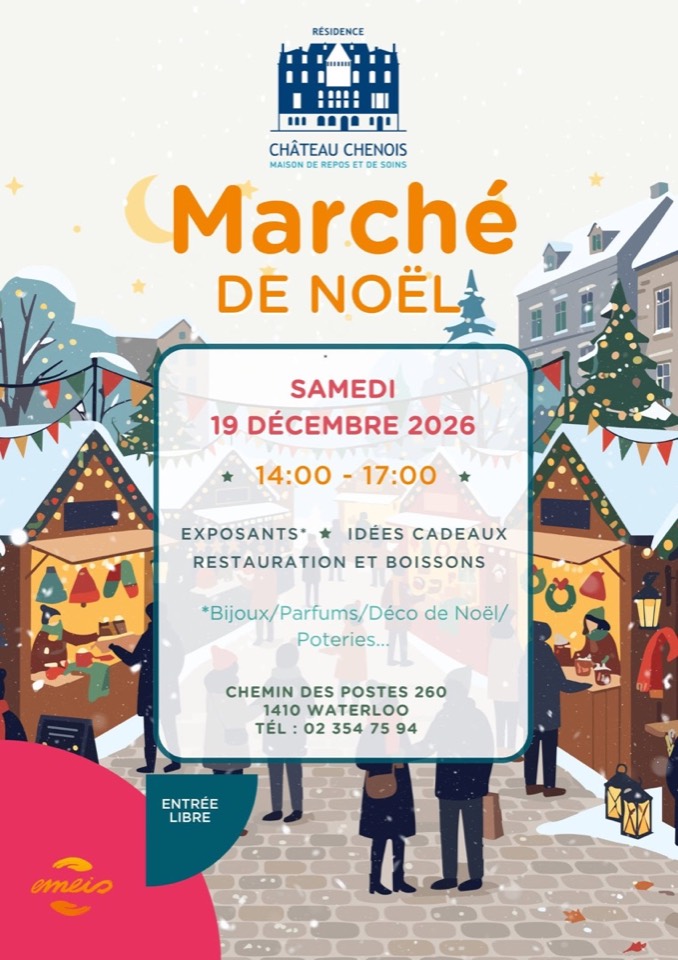 RÉSIDENCE
CHÂTEAU CHENOIS
MAISON DE REPOS ET DE SOINS
Marché
DE NOËL
SAMEDI
19 DÉCEMBRE 2026
★ 14:00 - 17:00 ★
EXPOSANTS* ★ IDÉES CADEAUX
RESTAURATION ET BOISSONS
*Bijoux/Parfums/Déco de Noël/
Poteries...
CHEMIN DES POSTES 260
1410 WATERLOO
TÉL : 02 354 75 94
ENTRÉE
LIBRE
emeis